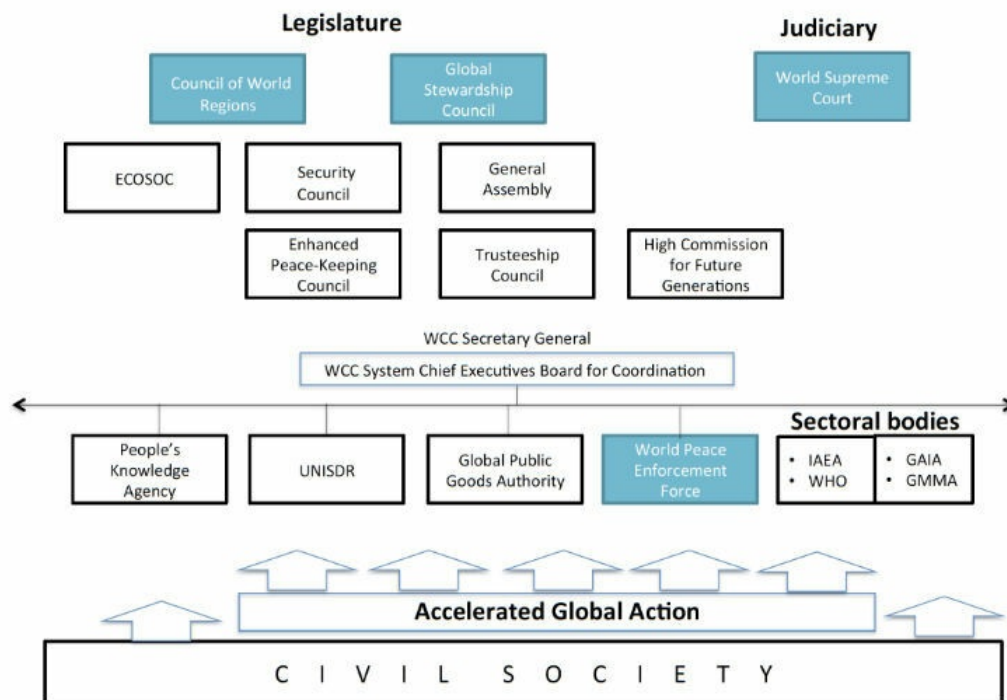 Legislature
Judiciary
Council of World
Regions
Global
Stewardship
Council
World Supreme
Court
ECOSOC
Security
Council
General
Assembly
Enhanced
Peace-Keeping
Council
Trusteeship
Council
High Commission
for Future
Generations
WCC Secretary General
WCC System Chief Executives Board for Coordination
Sectoral bodies
People's
Knowledge
Agency
UNISDR
Global Public
Goods Authority
World Peace
Enforcement
Force
• IAEA
• WHO
• GAIA
• GMMA
Accelerated Global Action
C I V I L S O C I E T Y